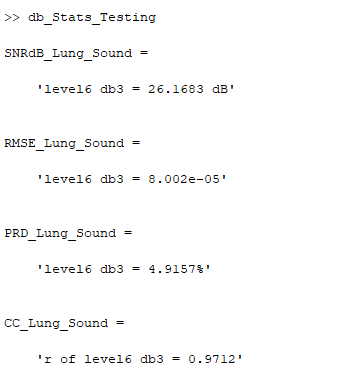 >> db_Stats_Testing
SNRdB_Lung_Sound =
'level6 db3 = 26.1683 dB'
RMSE_Lung_Sound =
'level6 db3 = 8.002e-05'
PRD_Lung_Sound =
'level6 db3 = 4.9157%'
CC_Lung_Sound =
'r of level6 db3 = 0.9712'